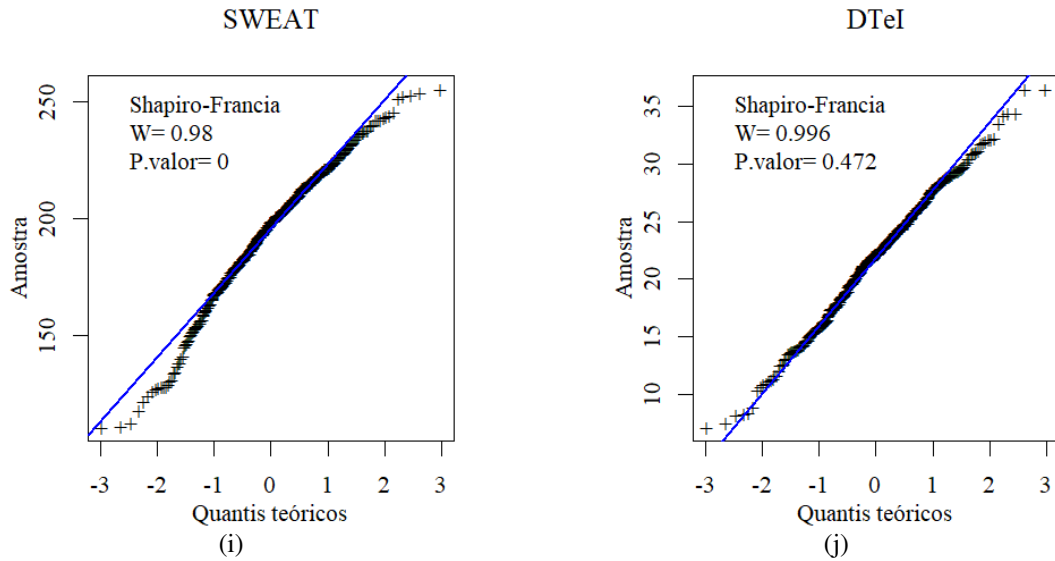 SWEAT
Shapiro-Francia
W= 0.98
P.valor= 0
Amostra
250
200
150
-3 -2 -1 0 1 2 3
Quantis teóricos
(i)
DTeI
Shapiro-Francia
W= 0.996
P.valor= 0.472
Amostra
35
30
25
20
15
10
-3 -2 -1 0 1 2 3
Quantis teóricos
(j)